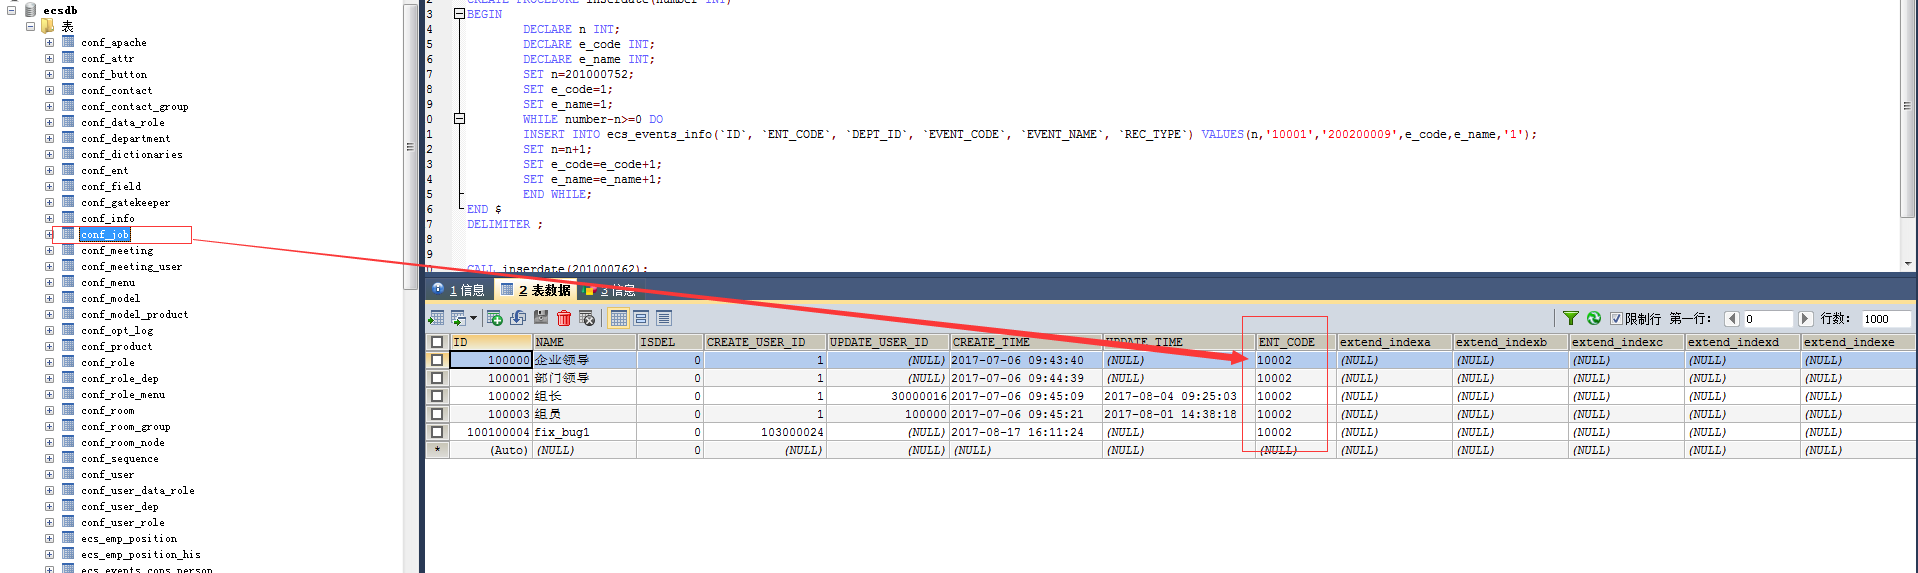 ecsdb
表
conf_apache
conf_attr
conf_button
conf_contact
conf_contact_group
conf_data_role
conf_department
conf_dictionaries
conf_ent
conf_field
conf_gatekeeper
conf_info
conf_job
conf_meeting
conf_meeting_user
conf_menu
conf_model
conf_model_product
conf_opt_log
conf_product
conf_role
conf_role_dep
conf_role_menu
conf_room
conf_room_group
conf_room_node
conf_sequence
conf_user
conf_user_data_role
conf_user_dep
conf_user_role
ecs_emp_position
ecs_emp_position_his
ecs_events_cons_person
2 CREATE PROCEDURE inserdate(number INT)
3 BEGIN
4 DECLARE n INT;
5 DECLARE e_code INT;
6 DECLARE e_name INT;
7 SET n=201000752;
8 SET e_code=1;
9 SET e_name=1;
0 WHILE number-n>=0 DO
1 INSERT INTO ecs_events_info(`ID`, `ENT_CODE`, `DEPT_ID`, `EVENT_CODE`, `EVENT_NAME`, `REC_TYPE`) VALUES(n,'10001','200200009',e_code,e_name,'1');
2 SET n=n+1;
3 SET e_code=e_code+1;
4 SET e_name=e_name+1;
5 END WHILE;
6 END $
7 DELIMITER ;
8
9
0 CALL inserdate(201000762);
1 信息 2 表数据 3 信息
限制行 第一行: 0 行数: 1000
ID NAME ISDEL CREATE_USER_ID UPDATE_USER_ID CREATE_TIME UPDATE_TIME ENT_CODE extend_indexa extend_indexb extend_indexc extend_indexd extend_indexe
100000 企业领导 0 1 (NULL) 2017-07-06 09:43:40 (NULL) 10002 (NULL) (NULL) (NULL) (NULL) (NULL)
100001 部门领导 0 1 (NULL) 2017-07-06 09:44:39 (NULL) 10002 (NULL) (NULL) (NULL) (NULL) (NULL)
100002 组长 0 1 30000016 2017-07-06 09:45:09 2017-08-04 09:25:03 10002 (NULL) (NULL) (NULL) (NULL) (NULL)
100003 组员 0 1 100000 2017-07-06 09:45:21 2017-08-01 14:38:18 10002 (NULL) (NULL) (NULL) (NULL) (NULL)
100100004 fix_bug1 0 103000024 (NULL) 2017-08-17 16:11:24 (NULL) 10002 (NULL) (NULL) (NULL) (NULL) (NULL)
* (Auto) (NULL) 0 (NULL) (NULL) (NULL) (NULL) (NULL) (NULL) (NULL) (NULL) (NULL) (NULL)